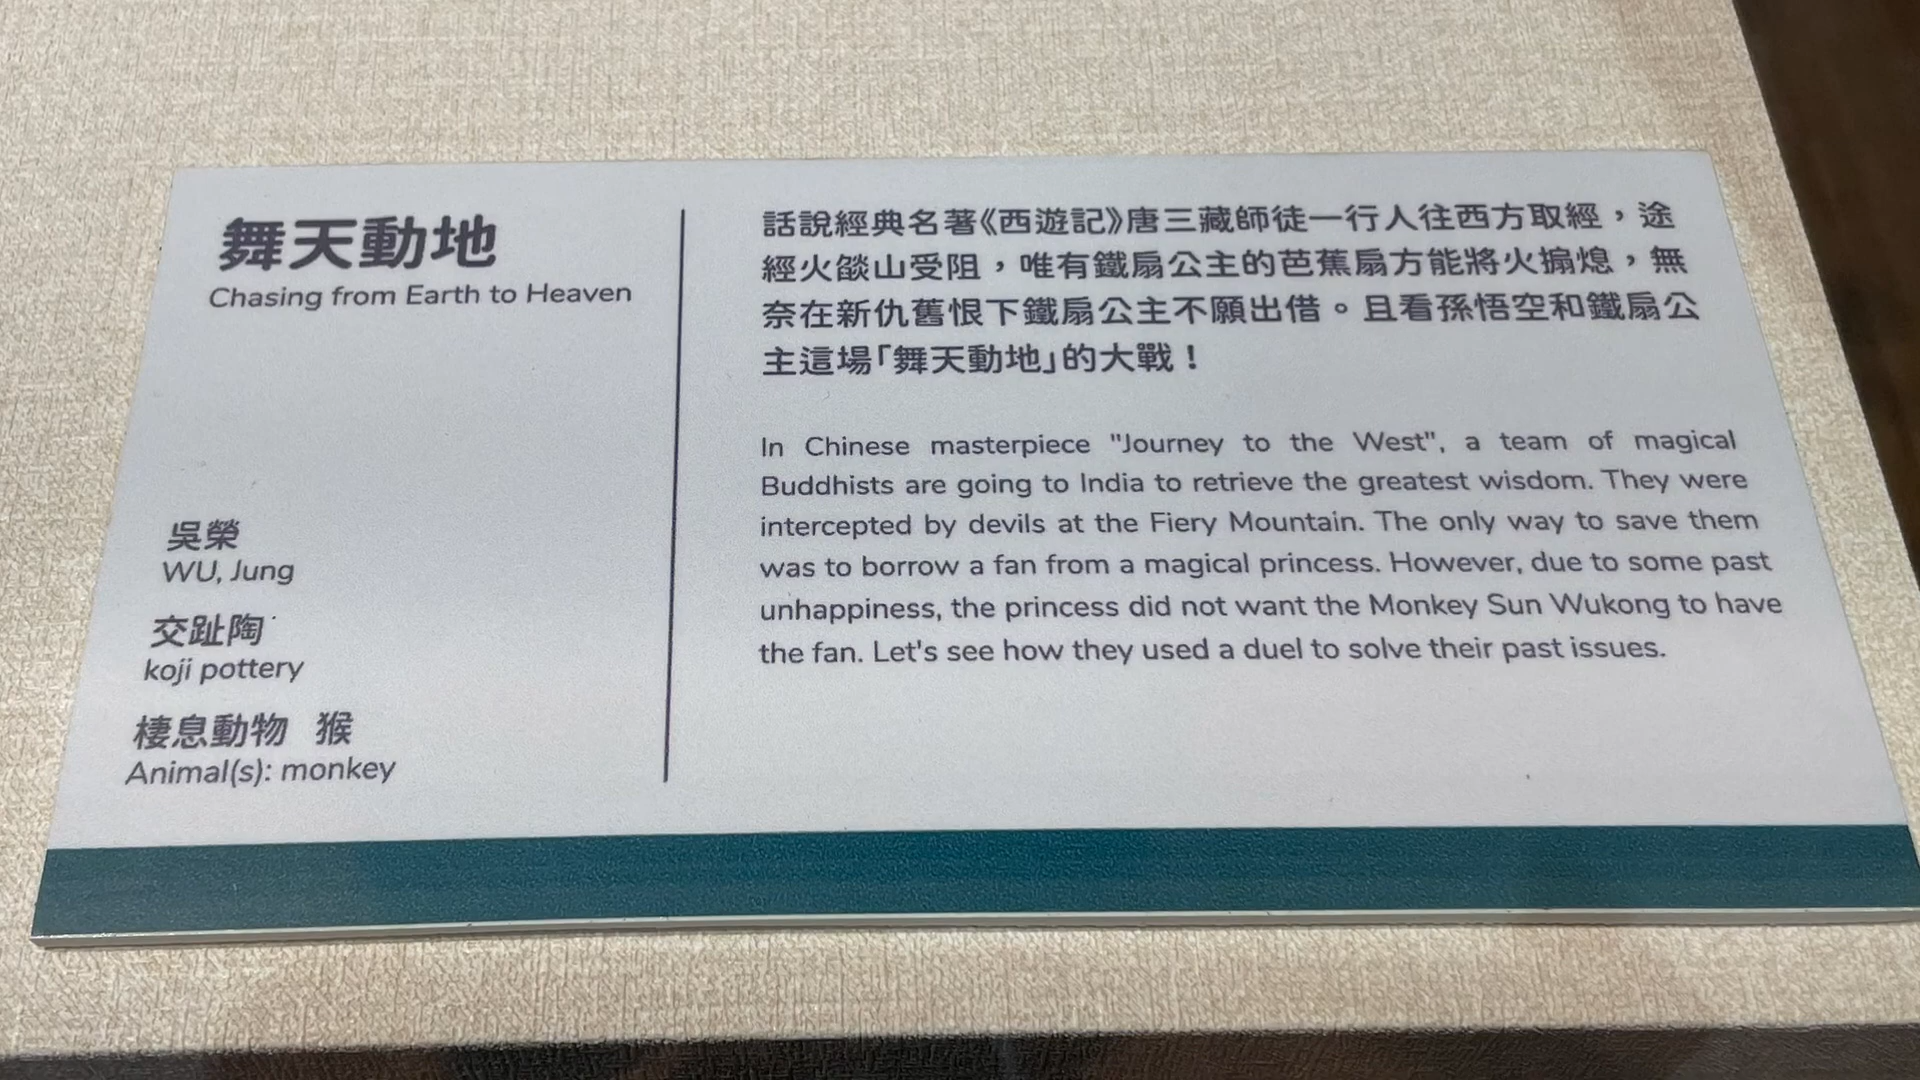 舞天動地
Chasing from Earth to Heaven
吳榮
WU, Jung
交趾陶
koji pottery
棲息動物 猴
Animal(s): monkey
話說經典名著《西遊記》唐三藏師徒一行人往西方取經，途
經火燄山受阻，唯有鐵扇公主的芭蕉扇方能將火搧熄，無
奈在新仇舊恨下鐵扇公主不願出借。且看孫悟空和鐵扇公
主這場「舞天動地」的大戰！
In Chinese masterpiece "Journey to the West", a team of magical
Buddhists are going to India to retrieve the greatest wisdom. They were
intercepted by devils at the Fiery Mountain. The only way to save them
was to borrow a fan from a magical princess. However, due to some past
unhappiness, the princess did not want the Monkey Sun Wukong to have
the fan. Let's see how they used a duel to solve their past issues.